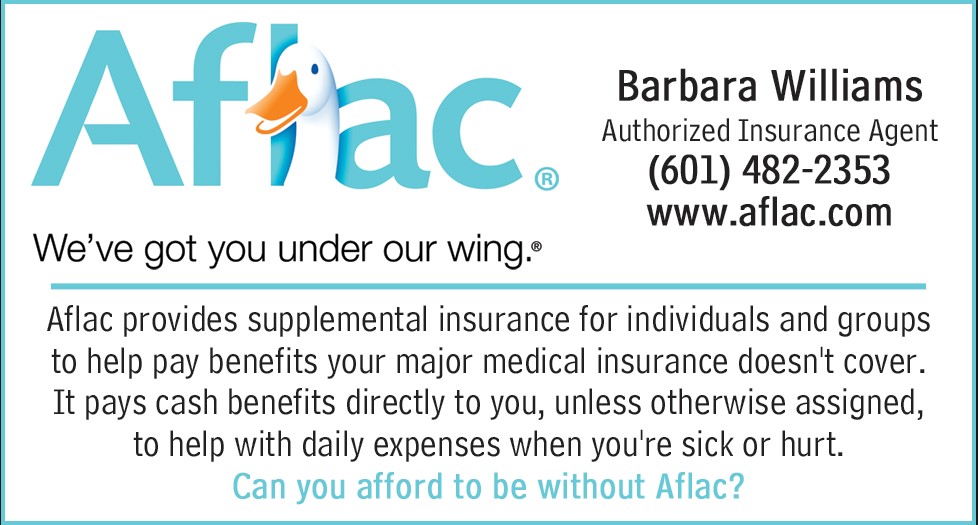 Aflac®
We've got you under our wing.®
Barbara Williams
Authorized Insurance Agent
(601) 482-2353
www.aflac.com
Aflac provides supplemental insurance for individuals and groups
to help pay benefits your major medical insurance doesn't cover.
It pays cash benefits directly to you, unless otherwise assigned,
to help with daily expenses when you're sick or hurt.
Can you afford to be without Aflac?